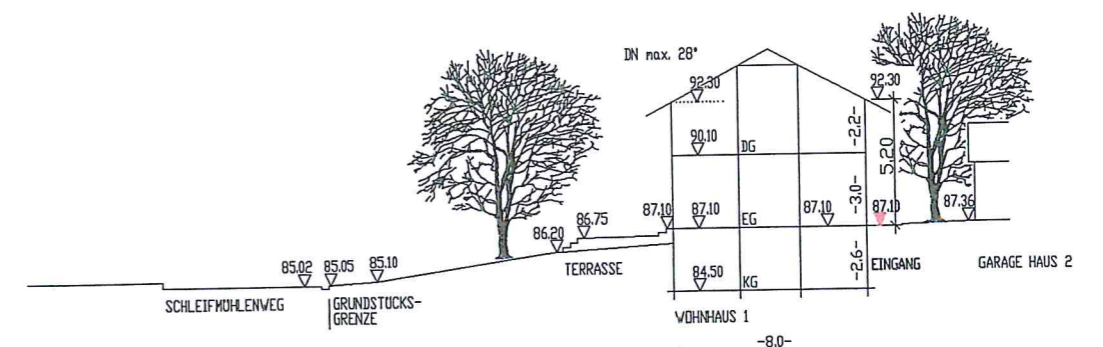 DN max. 28°
92.30
92.30
90.10
DG
-2.2-
5.20
-3.0-
87.10
87.10
EG
87.10
87.10
87.36
86.75
86.20
TERRASSE
-2.6-
EINGANG
GARAGE HAUS 2
85.02
85.05
85.10
84.50
KG
SCHLEIFMÜHLENWEG
GRUNDSTÜCKS-
GRENZE
WOHNHAUS 1
-8.0-